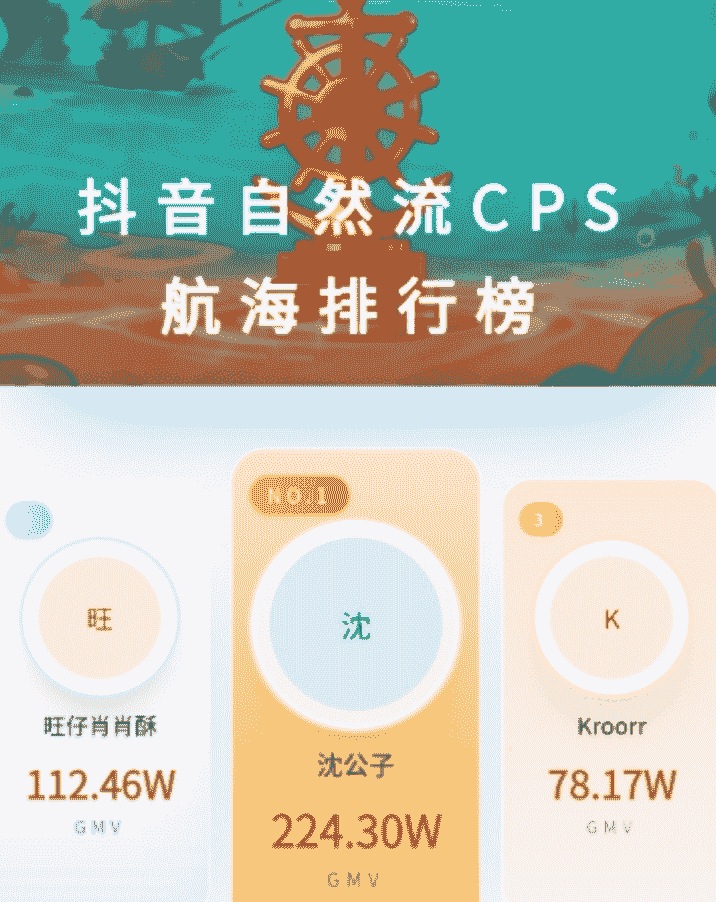 抖音自然流CPS
航海排行榜
NO.1
3
旺
沈
K
旺仔肖肖酥
沈公子
Kroorr
112.46W
224.30W
78.17W
GMV
GMV
GMV